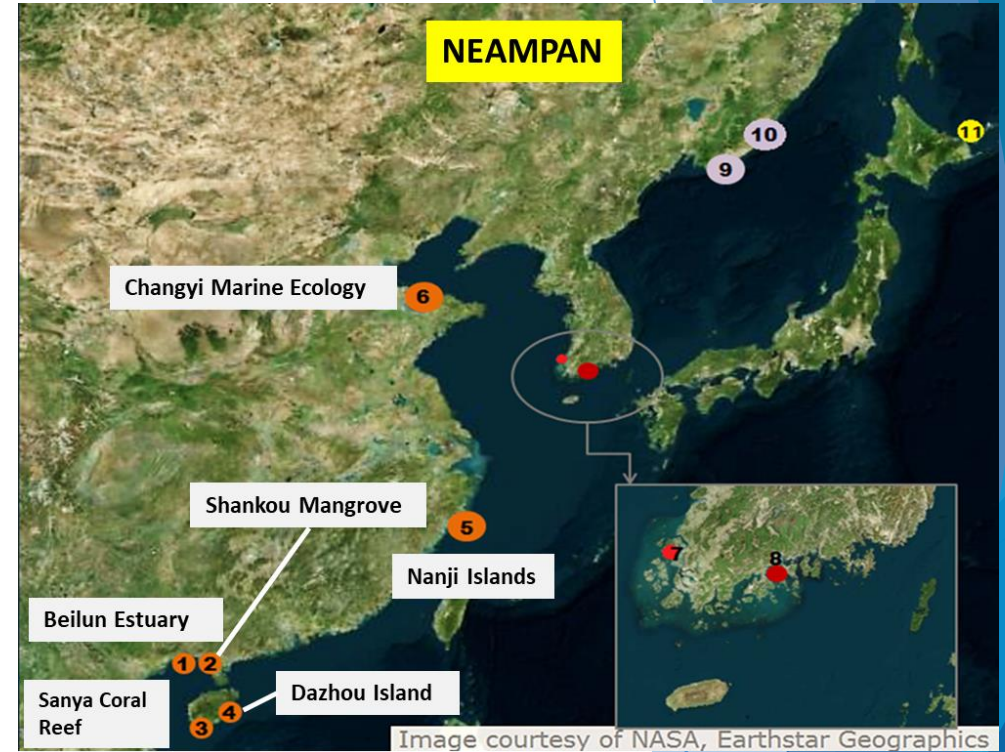 NEAMPAN
10
11
9
Changyi Marine Ecology
6
Shankou Mangrove
5
Nanji Islands
7
8
Beilun Estuary
1
2
Sanya Coral
Reef
3
4
Dazhou Island
Image courtesy of NASA, Earthstar Geographics